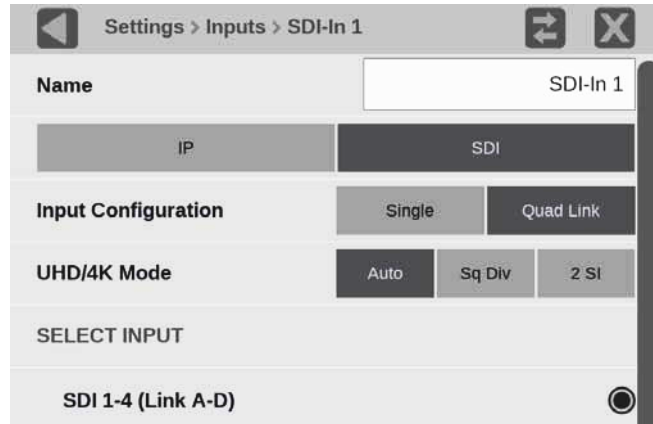 Settings > Inputs > SDI-In 1
X
Name SDI-In 1
IP SDI
Input Configuration Single Quad Link
UHD/4K Mode Auto Sq Div 2 SI
SELECT INPUT
SDI 1-4 (Link A-D)